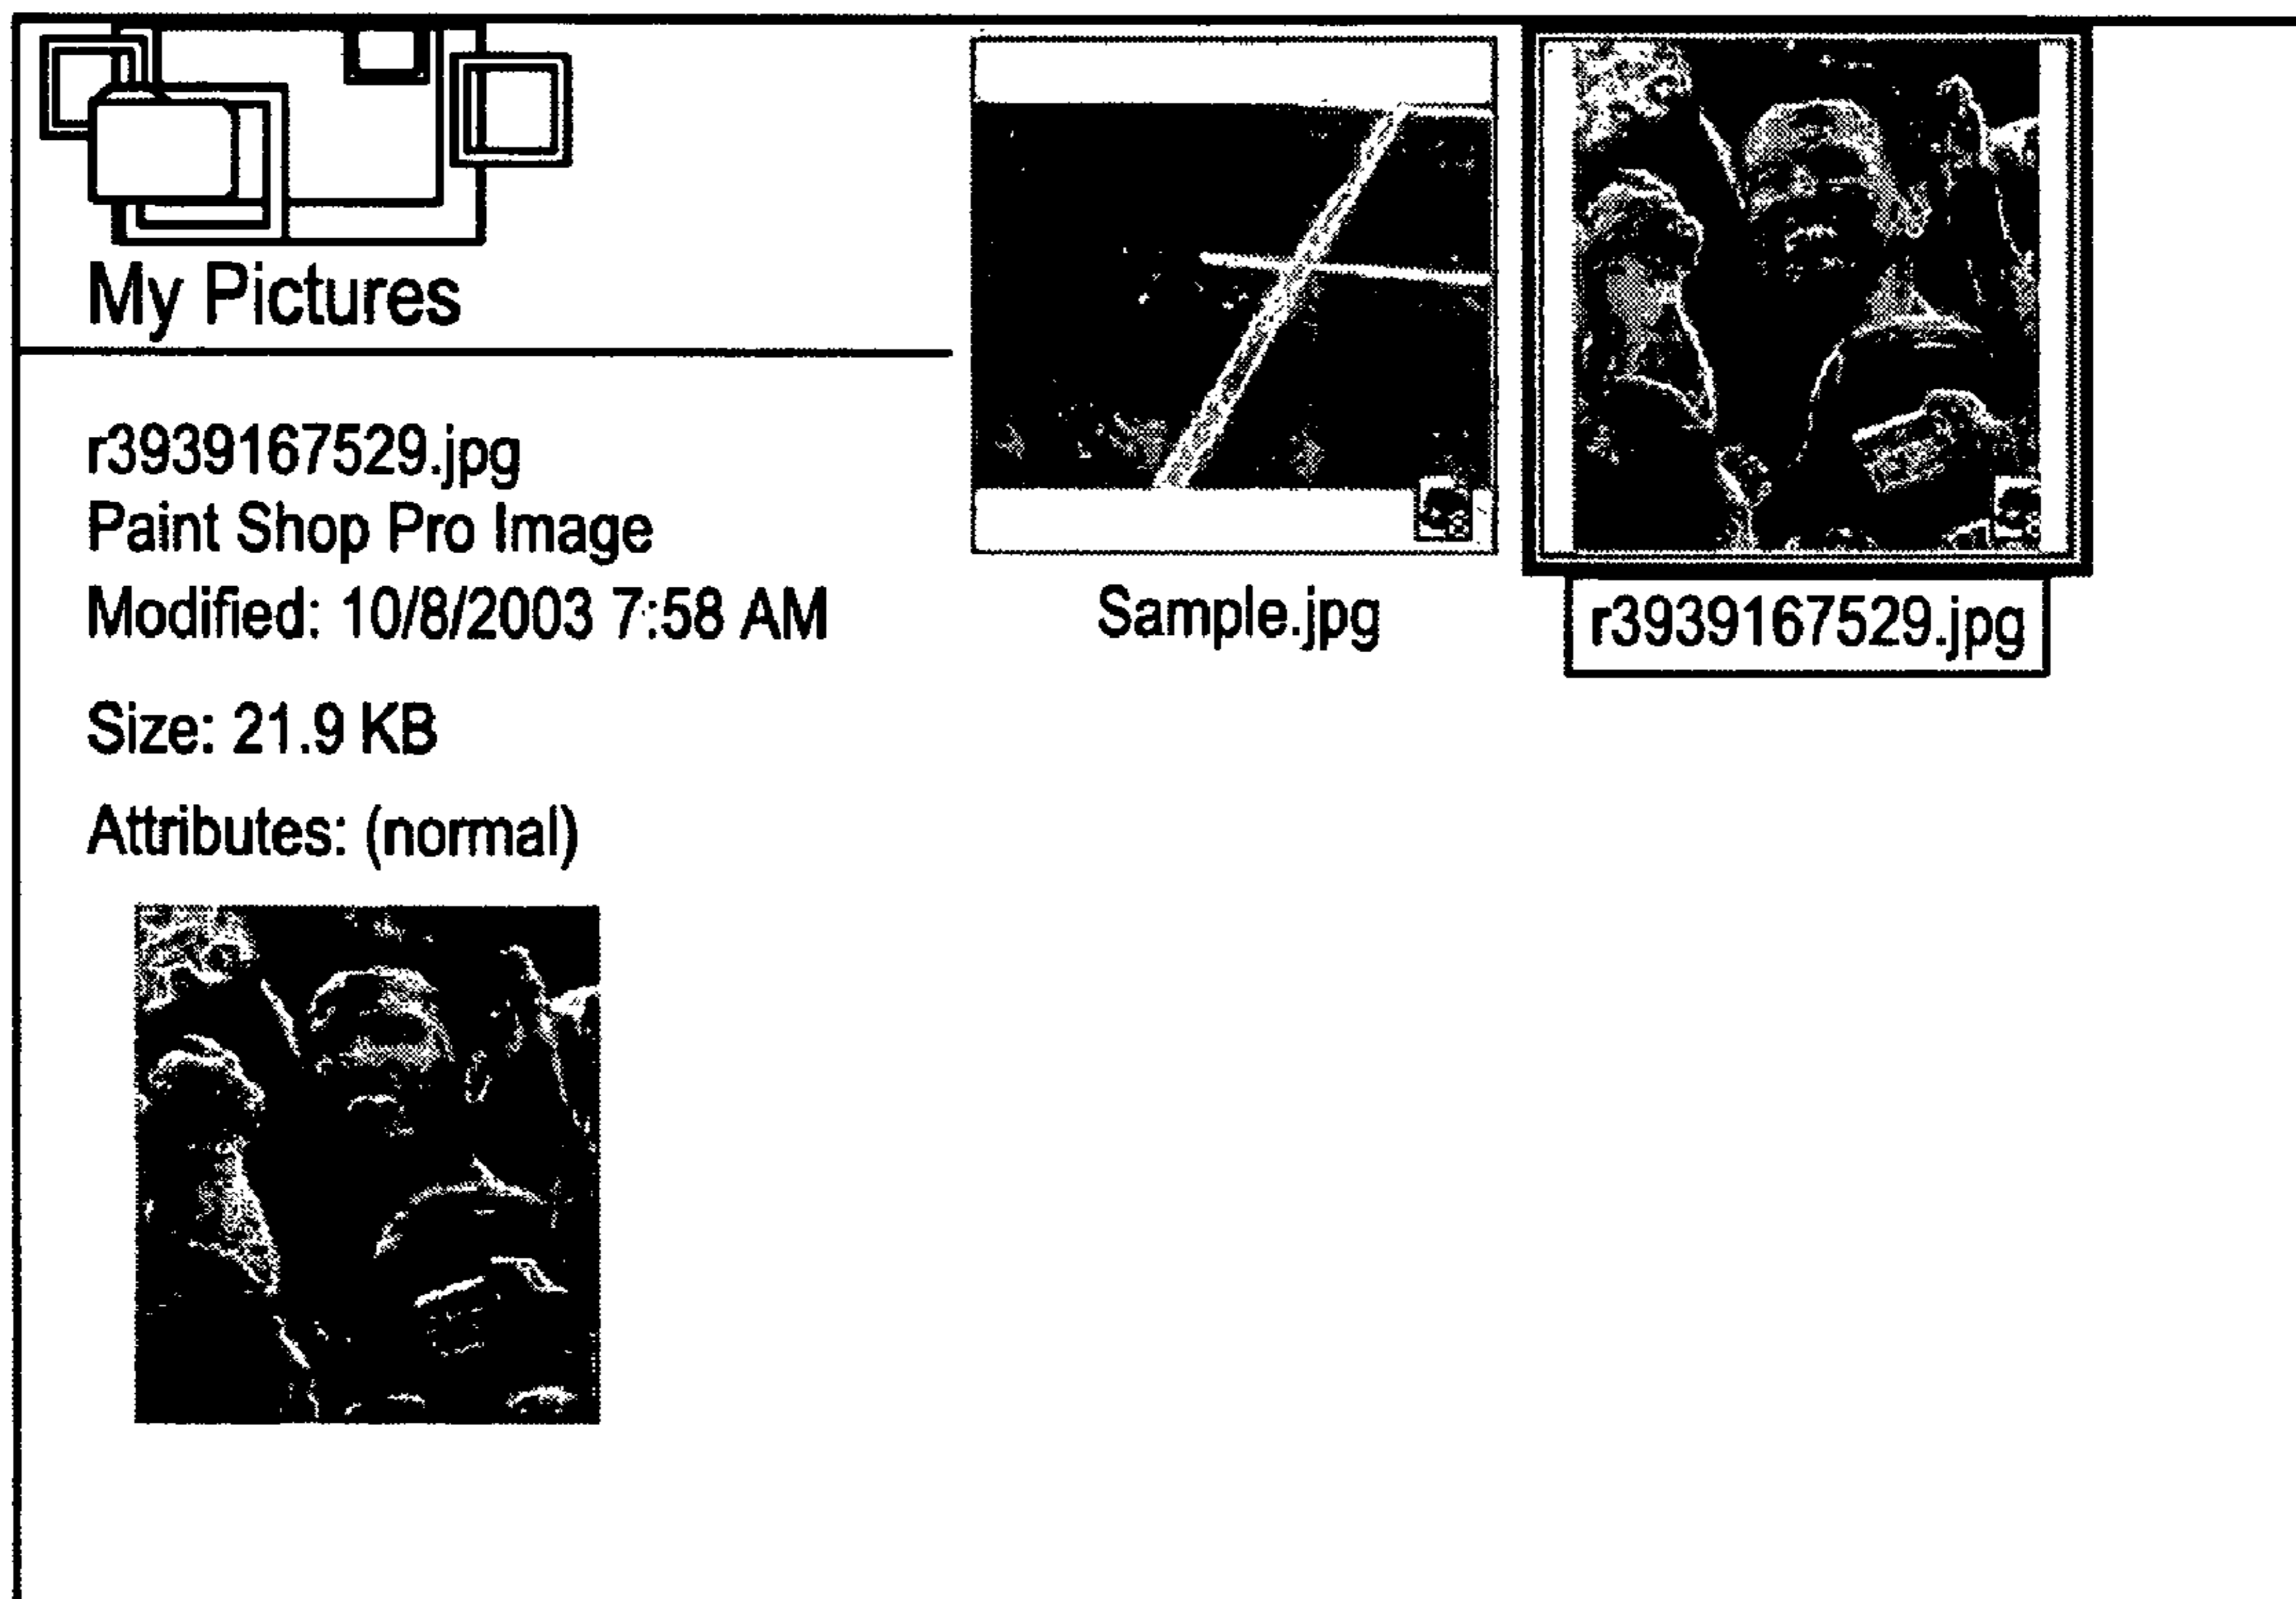 My Pictures
r3939167529.jpg
Paint Shop Pro Image
Modified: 10/8/2003 7:58 AM
Size: 21.9 KB
Attributes: (normal)
Sample.jpg
r3939167529.jpg